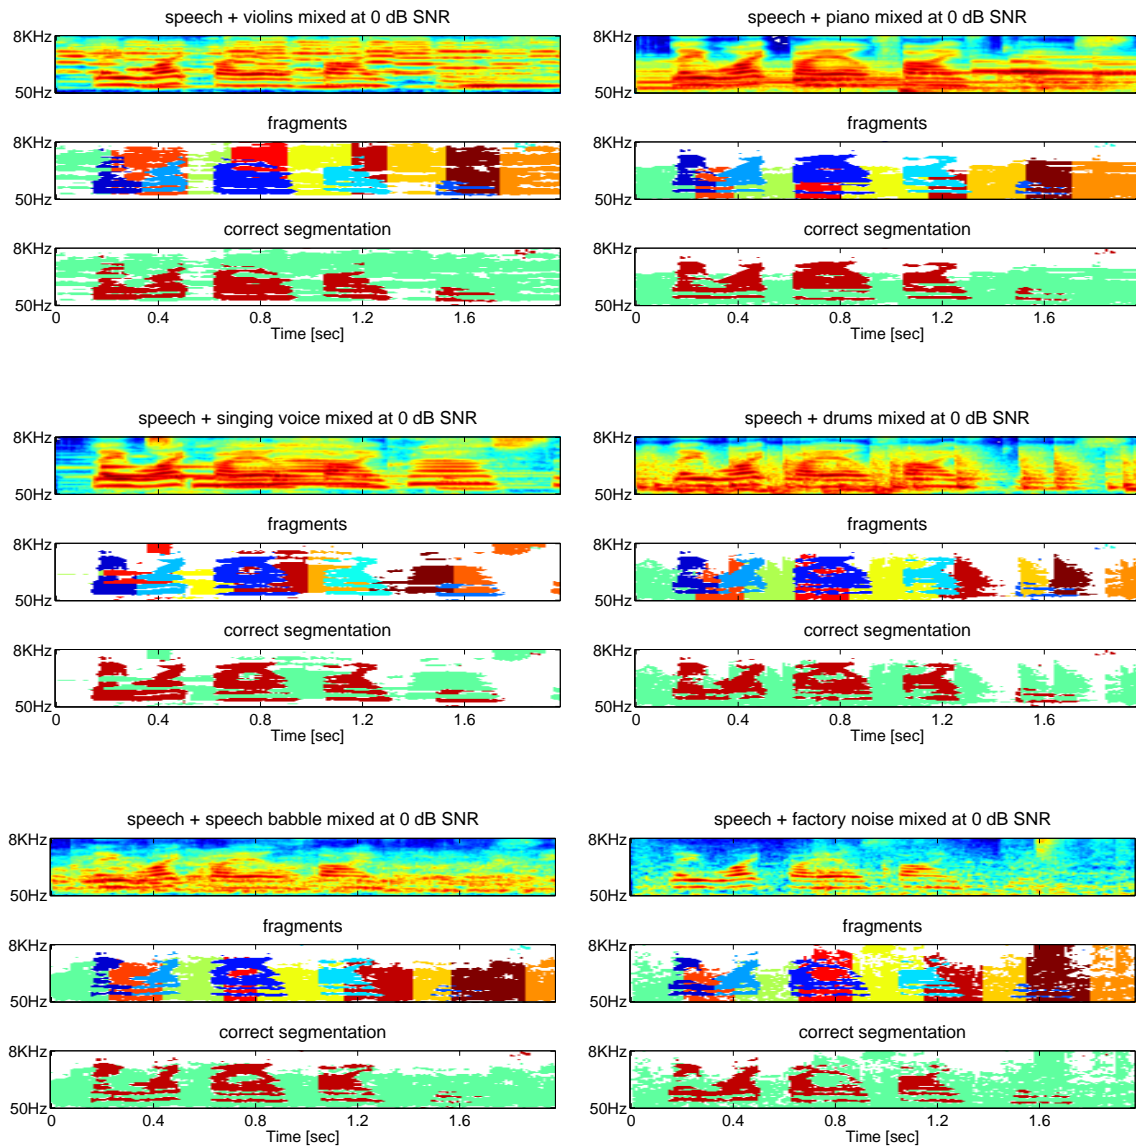 speech + violins mixed at 0 dB SNR
8KHz
50Hz
fragments
8KHz
50Hz
correct segmentation
8KHz
50Hz
0 0.4 0.8 1.2 1.6
Time [sec]
speech + piano mixed at 0 dB SNR
8KHz
50Hz
fragments
8KHz
50Hz
correct segmentation
8KHz
50Hz
0 0.4 0.8 1.2 1.6
Time [sec]
speech + singing voice mixed at 0 dB SNR
8KHz
50Hz
fragments
8KHz
50Hz
correct segmentation
8KHz
50Hz
0 0.4 0.8 1.2 1.6
Time [sec]
speech + drums mixed at 0 dB SNR
8KHz
50Hz
fragments
8KHz
50Hz
correct segmentation
8KHz
50Hz
0 0.4 0.8 1.2 1.6
Time [sec]
speech + speech babble mixed at 0 dB SNR
8KHz
50Hz
fragments
8KHz
50Hz
correct segmentation
8KHz
50Hz
0 0.4 0.8 1.2 1.6
Time [sec]
speech + factory noise mixed at 0 dB SNR
8KHz
50Hz
fragments
8KHz
50Hz
correct segmentation
8KHz
50Hz
0 0.4 0.8 1.2 1.6
Time [sec]